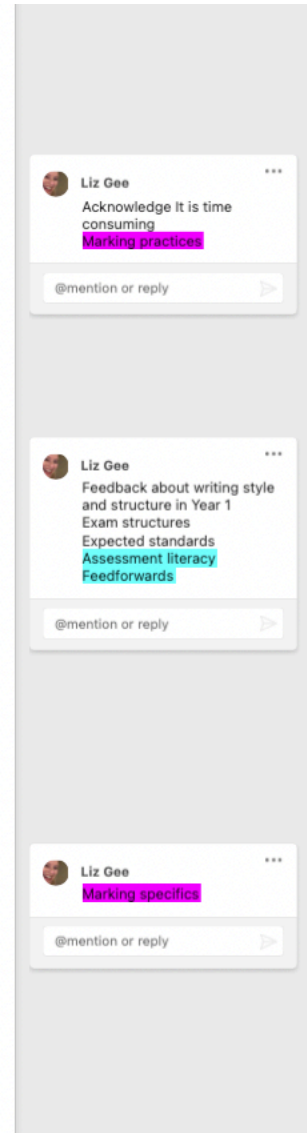 Liz Gee
Acknowledge It is time
consuming
Marking practices
@mention or reply
Liz Gee
Feedback about writing style
and structure in Year 1
Exam structures
Expected standards
Assessment literacy
Feedforwards
@mention or reply
Liz Gee
Marking specifics
@mention or reply